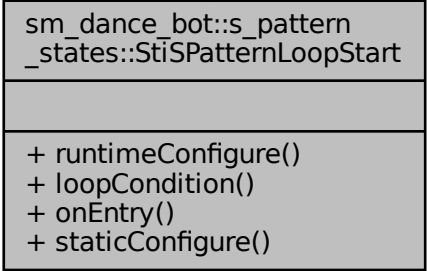 sm_dance_bot::s_pattern
_states::StiSPatternLoopStart
+ runtimeConfigure()
+ loopCondition()
+ onEntry()
+ staticConfigure()